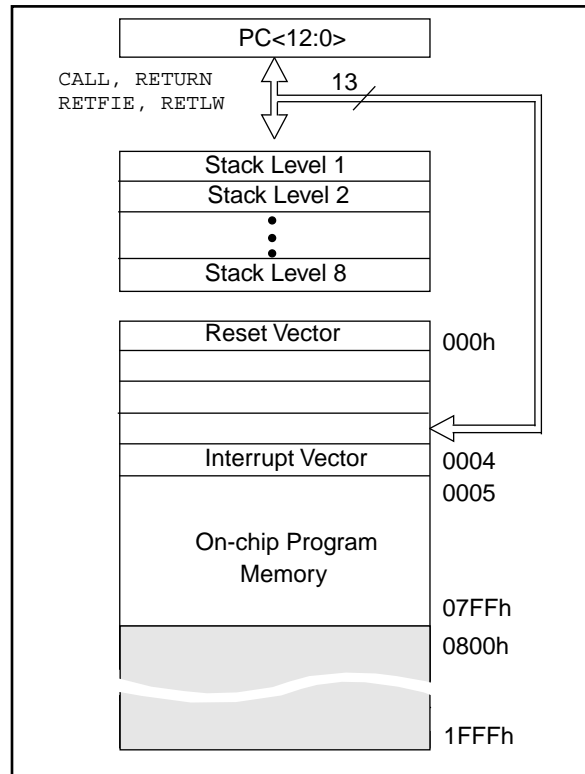 PC<12:0>
CALL, RETURN
RETFIE, RETLW
13
Stack Level 1
Stack Level 2
Stack Level 8
Reset Vector
000h
Interrupt Vector
0004
0005
On-chip Program
Memory
07FFh
0800h
1FFFh